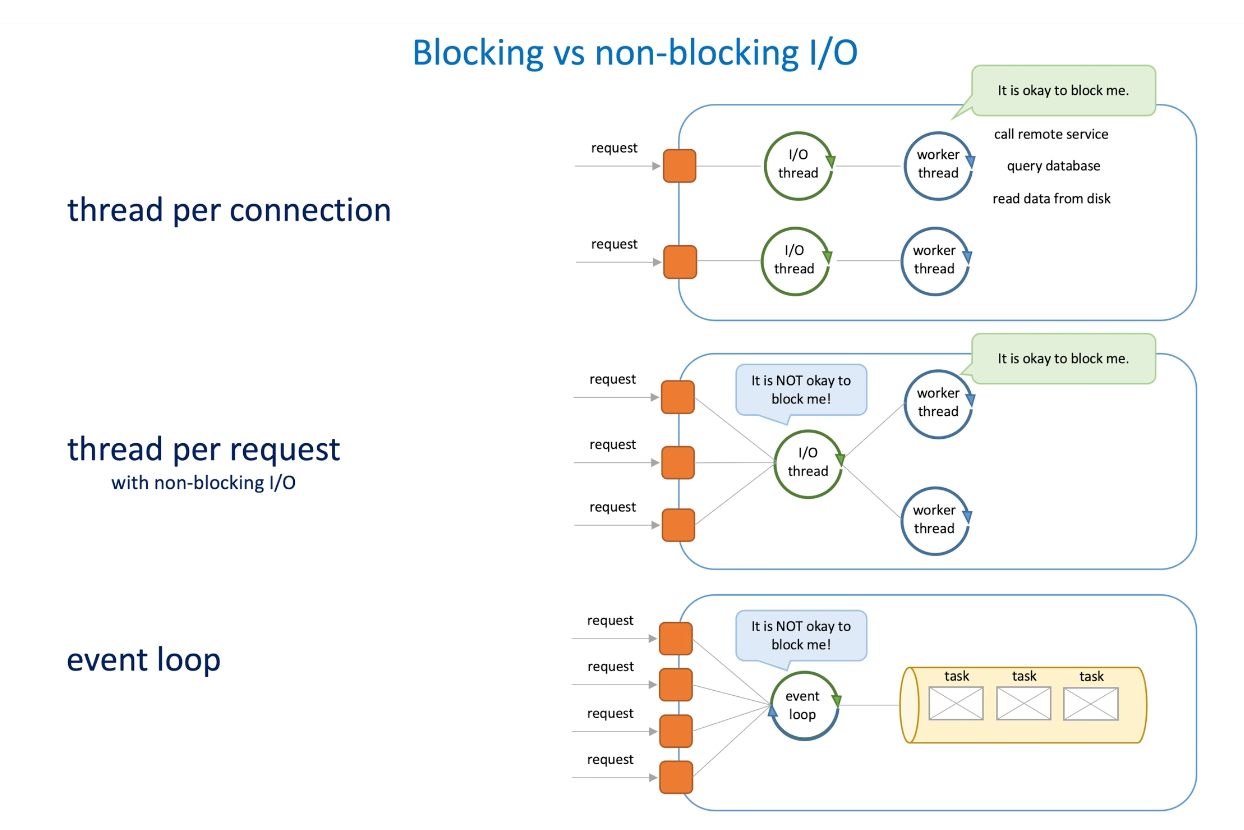 Blocking vs non-blocking I/O
thread per connection
It is okay to block me.
request
I/O
thread
worker
thread
call remote service
query database
read data from disk
request
I/O
thread
worker
thread
thread per request
with non-blocking I/O
It is okay to block me.
request
It is NOT okay to
block me!
worker
thread
request
I/O
thread
request
worker
thread
event loop
request
It is NOT okay to
block me!
request
event
loop
task
task
task
request
request